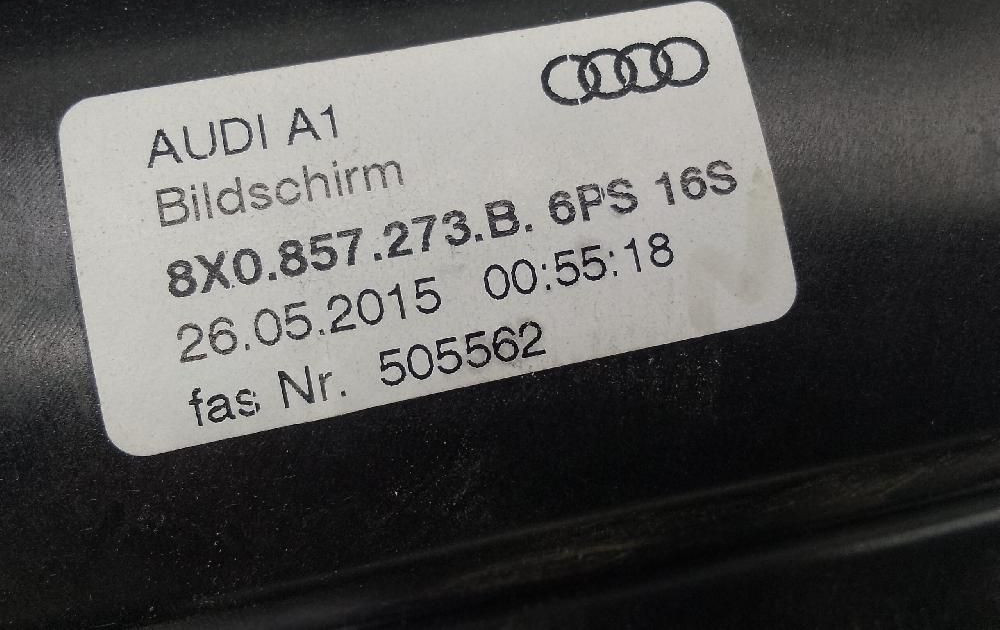 AUDI A1
Bildschirm
8X0.857.273.B. 6PS 16S
26.05.2015 00:55:18
fas Nr. 505562